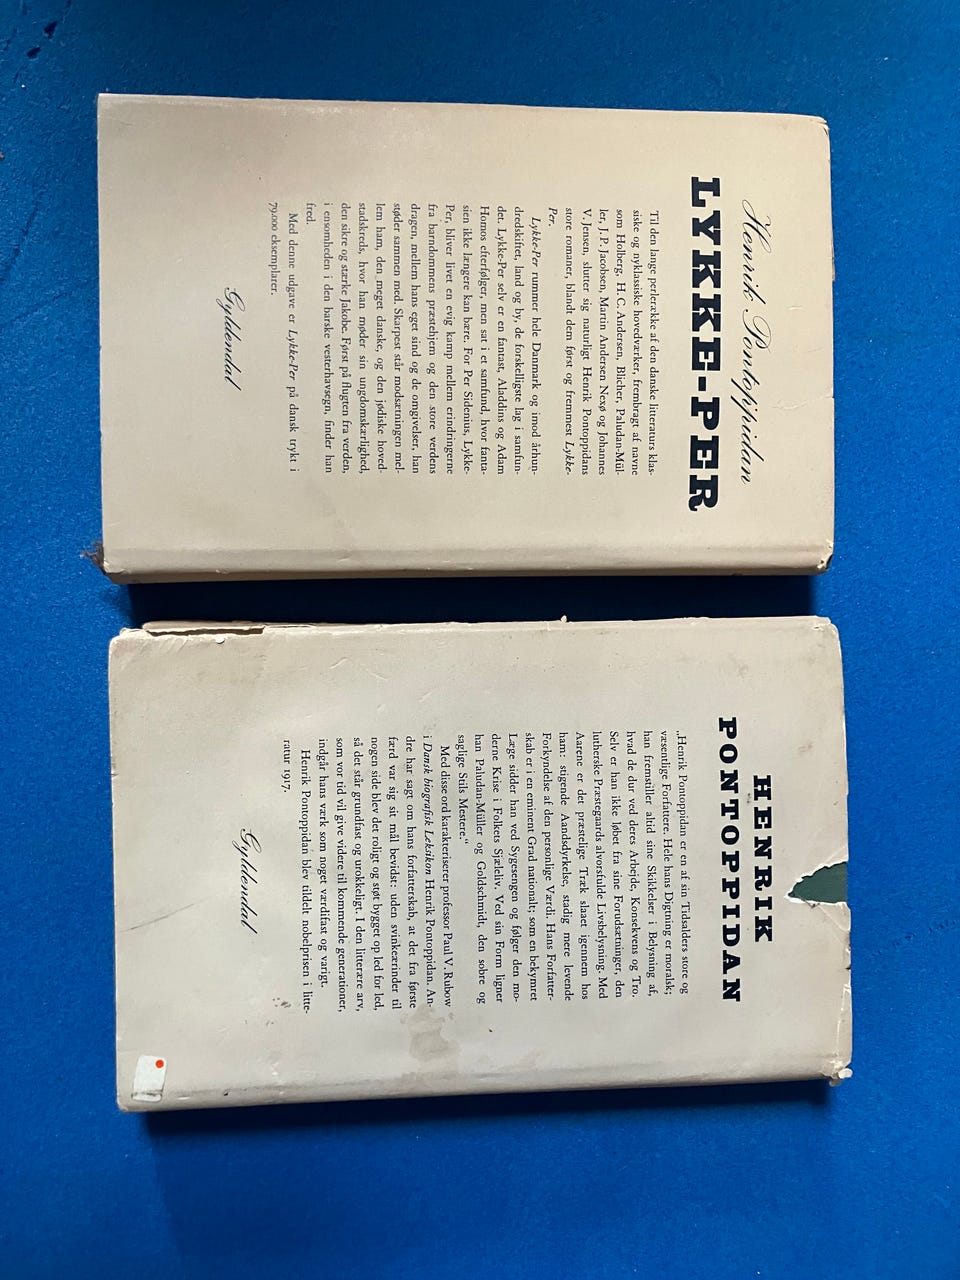 Henrik Pontoppidan
LYKKE-PER
Til den lange perlerække af den danske litteraturs klas-
siske og nyklassiske hovedværker, frembragt af navne
som Holberg, H. C. Andersen, Blicher, Paludan-Mül-
ler, J. P. Jacobsen, Martin Andersen Nexø og Johannes
V. Jensen, slutter sig naturligt Henrik Pontoppidans
store romaner, blandt dem først og fremmest Lykke-
Per.
Lykke-Per rummer hele Danmark og imod århun-
dredskiftet, land og by, de forskelligste lag i samfun-
det. Lykke-Per selv er en fantast, Aladdins og Adam
Homos efterfølger, men sat i et samfund, hvor fanta-
sien ikke længere kan bære. For Per Sidenius, Lykke-
Per, bliver livet en evig kamp mellem erindringerne
fra barndommens præstehjem og den store verdens
dragen, mellem hans eget sind og de omgivelser, han
støder sammen med. Skarpest står modsætningen mel-
lem ham, den meget danske, og den jødiske hoved-
stadskreds, hvor han møder sin ungdomskærlighed,
den sikre og stærke Jakobe. Først på flugten fra verden,
i ensomheden i den barske vesterhavsegn, finder han
fred.
Med denne udgave er Lykke-Per på dansk trykt i
79.000 eksemplarer.
Gyldendal
HENRIK
PONTOPPIDAN
„Henrik Pontoppidan er en af sin Tidsalders store og
væsentlige Forfattere. Hele hans Digtning er moralsk;
han fremstiller altid sine Skikkelser i Belysning af,
hvad de dur ved deres Arbejde, Konsekvens og Tro.
Selv er han ikke løbet fra sine Forudsætninger, den
lutherske Præstegaards alvorsfulde Livsbelysning. Med
Aarene er det præstelige Træk slaaet igennem hos
ham: stigende Aandsdyrkelse, stadig mere levende
Forkyndelse af den personlige Værdi. Hans Forfatter-
skab er i en eminent Grad nationalt; som en bekymret
Læge sidder han ved Sygesengen og følger den mo-
derne Krise i Folkets Sjæleliv. Ved sin Form ligner
han Paludan-Müller og Goldschmidt, den sobre og
saglige Stils Mestere.“
Med disse ord karakteriserer professor Paul V. Rubow
i Dansk biografisk Leksikon Henrik Pontoppidan. An-
dre har sagt om hans forfatterskab, at det fra første
færd var sig sit mål bevidst: uden svinkeærinder til
nogen side blev det roligt og støt bygget op led for led,
så det står grundfast og urokkeligt. I den litterære arv,
som vor tid vil give videre til kommende generationer,
indgår hans værk som noget værdifast og varigt.
Henrik Pontoppidan blev tildelt nobelprisen i litte-
ratur 1917.
Gyldendal